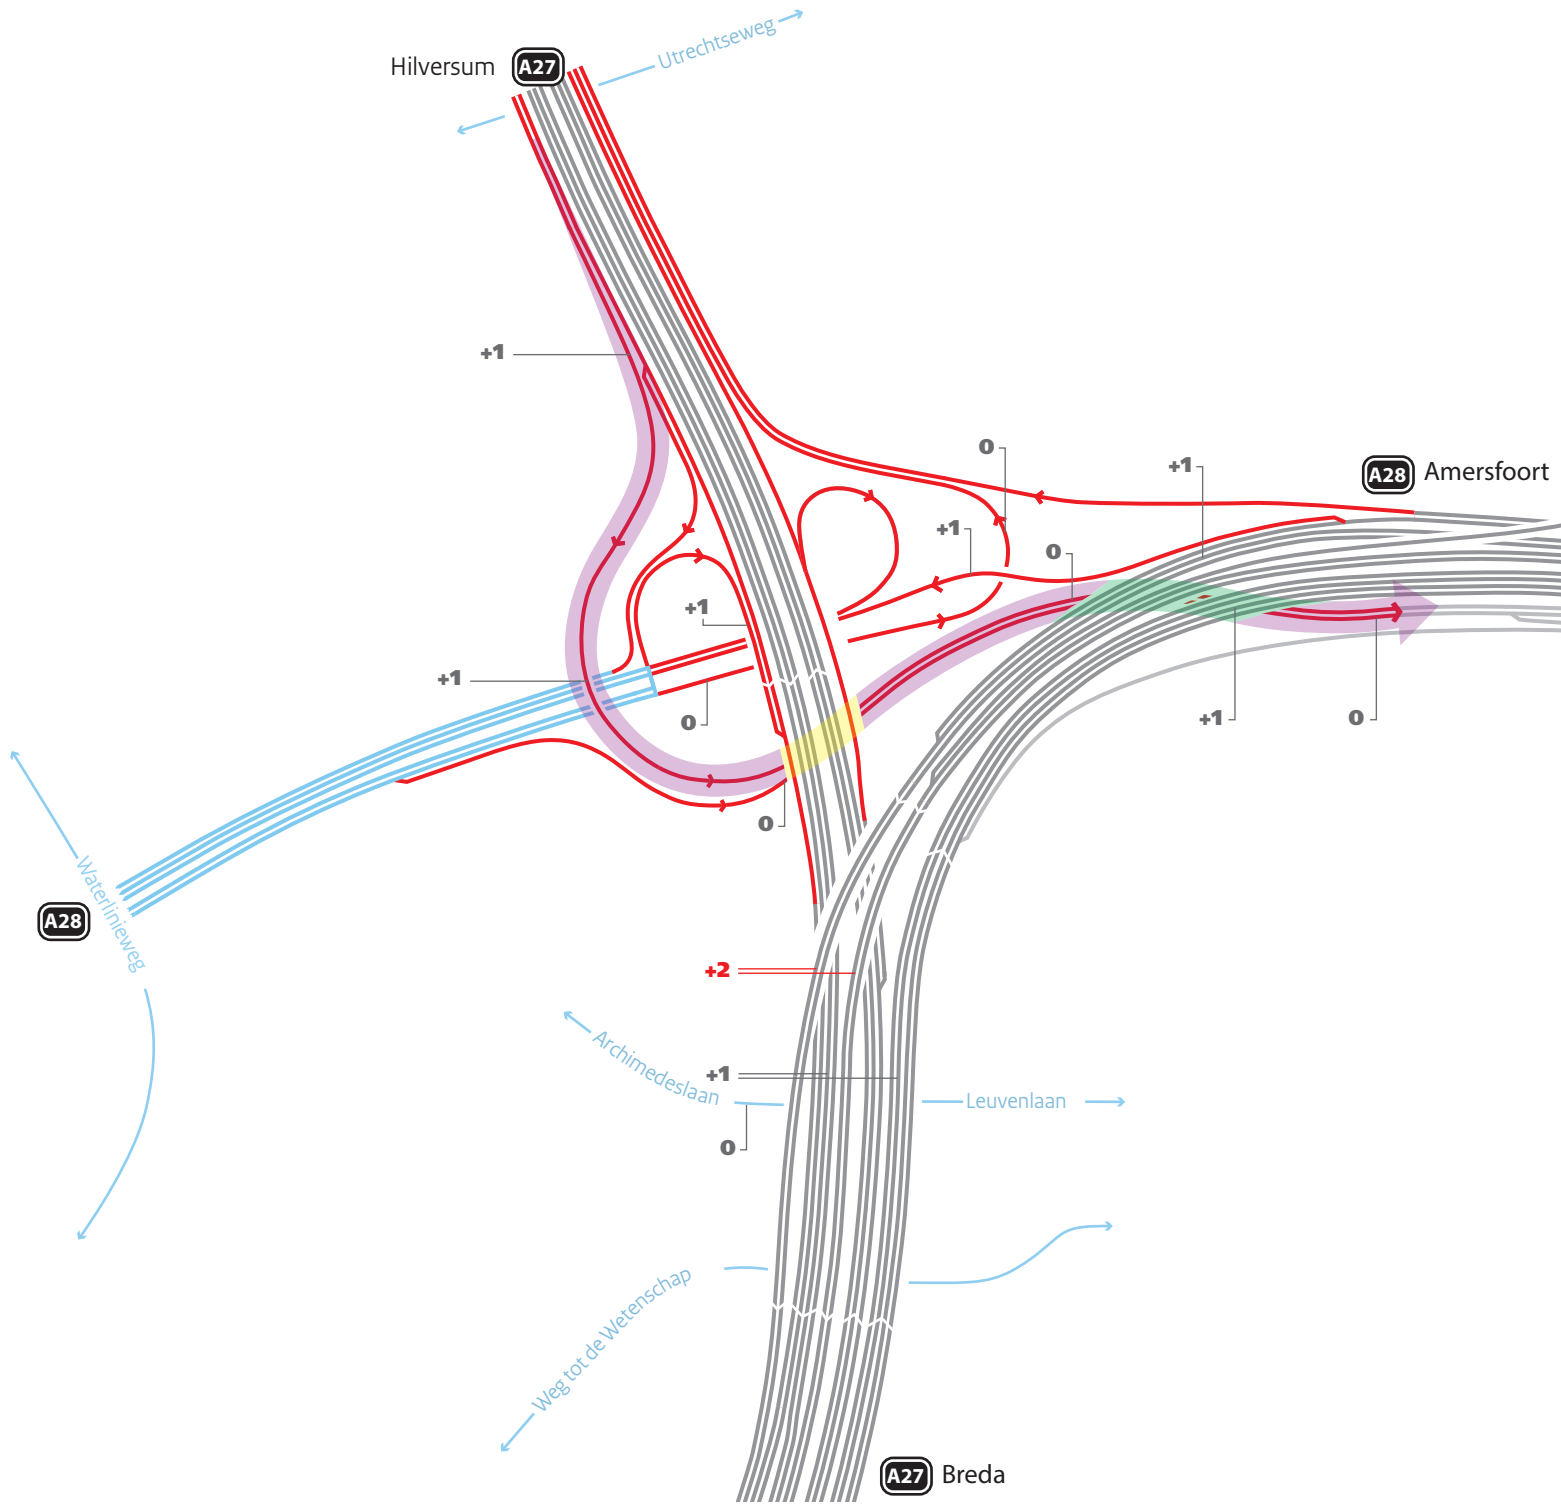 Utrechtseweg
Hilversum A27
+1
0
+1
A28 Amersfoort
+1
0
+1
+1
0
+1
0
0
Waterlinieweg
A28
+2
Archimedeslaan
+1
Leuvenlaan
0
Weg tot de Wetenschap
A27 Breda